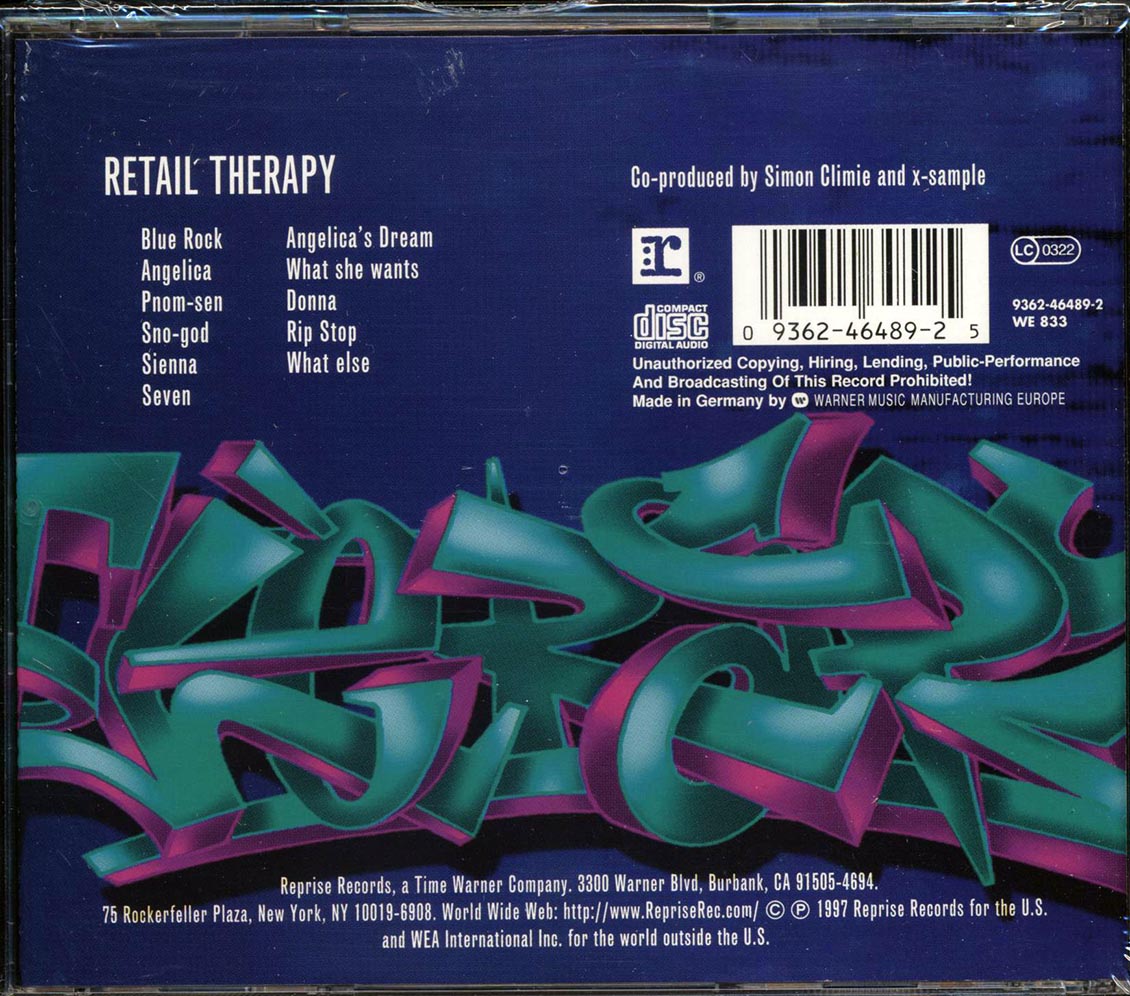 RETAIL THERAPY
Blue Rock
Angelica
Pnom-sen
Sno-god
Sienna
Seven
Angelica's Dream
What she wants
Donna
Rip Stop
What else
Co-produced by Simon Climie and x-sample
r ®
COMPACT
disc
DIGITAL AUDIO
0 93624-6489-2 5
LC 0322
9362-46489-2
WE 833
Unauthorized Copying, Hiring, Lending, Public-Performance
And Broadcasting Of This Record Prohibited!
Made in Germany by W WARNER MUSIC MANUFACTURING EUROPE
Reprise Records, a Time Warner Company. 3300 Warner Blvd, Burbank, CA 91505-4694.
75 Rockerfeller Plaza, New York, NY 10019-6908. World Wide Web: http://www.RepriseRec.com/ © ℗ 1997 Reprise Records for the U.S.
and WEA International Inc. for the world outside the U.S.